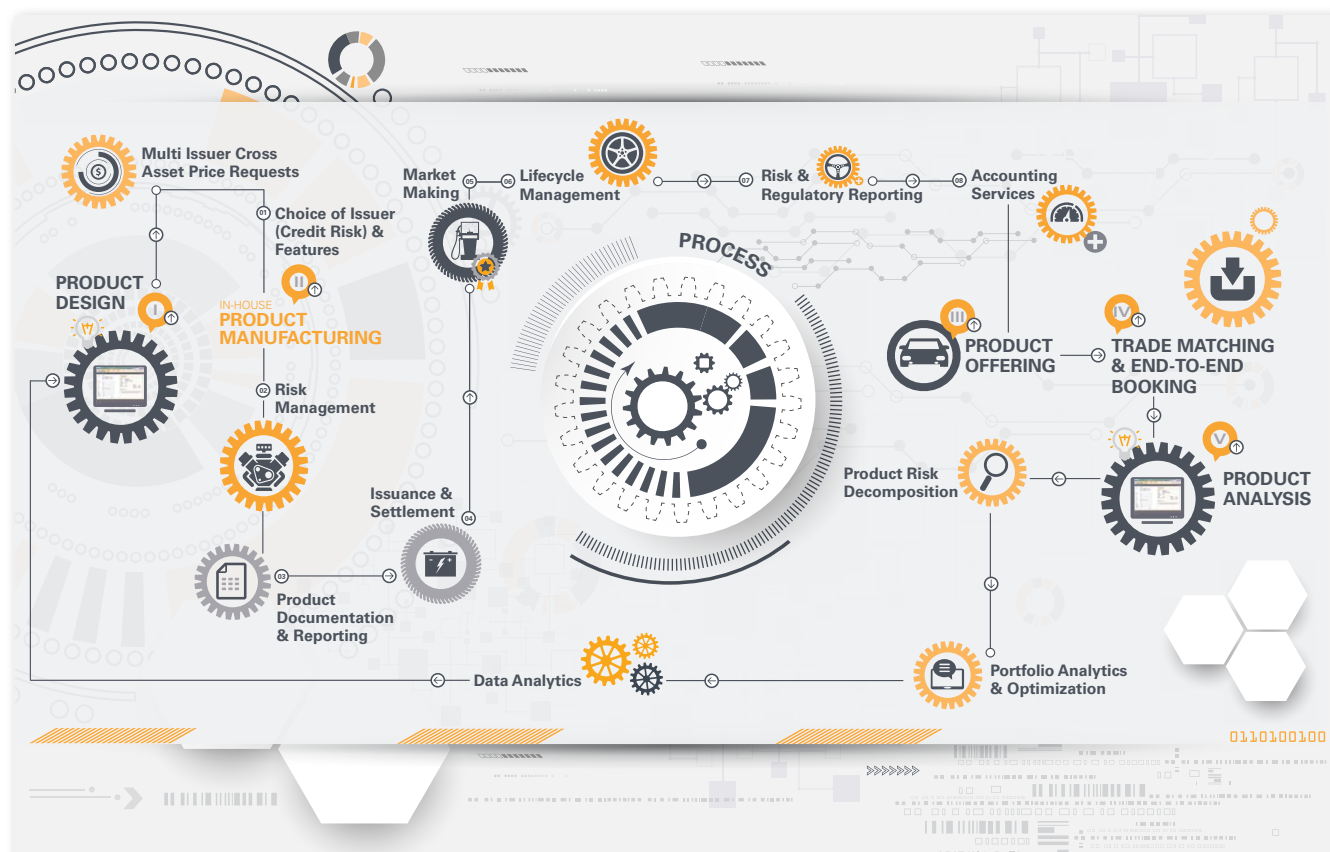 Multi Issuer Cross
Asset Price Requests
01
Choice of Issuer
(Credit Risk) &
Features
PRODUCT
DESIGN
I
II
IN-HOUSE
PRODUCT
MANUFACTURING
02
Risk
Management
03
Product
Documentation
& Reporting
Issuance &
Settlement
04
Market
Making
05
06
Lifecycle
Management
07
Risk &
Regulatory Reporting
08
Accounting
Services
PROCESS
III
PRODUCT
OFFERING
IV
TRADE MATCHING
& END-TO-END
BOOKING
V
PRODUCT
ANALYSIS
Product Risk
Decomposition
Portfolio Analytics
& Optimization
Data Analytics
0110100100